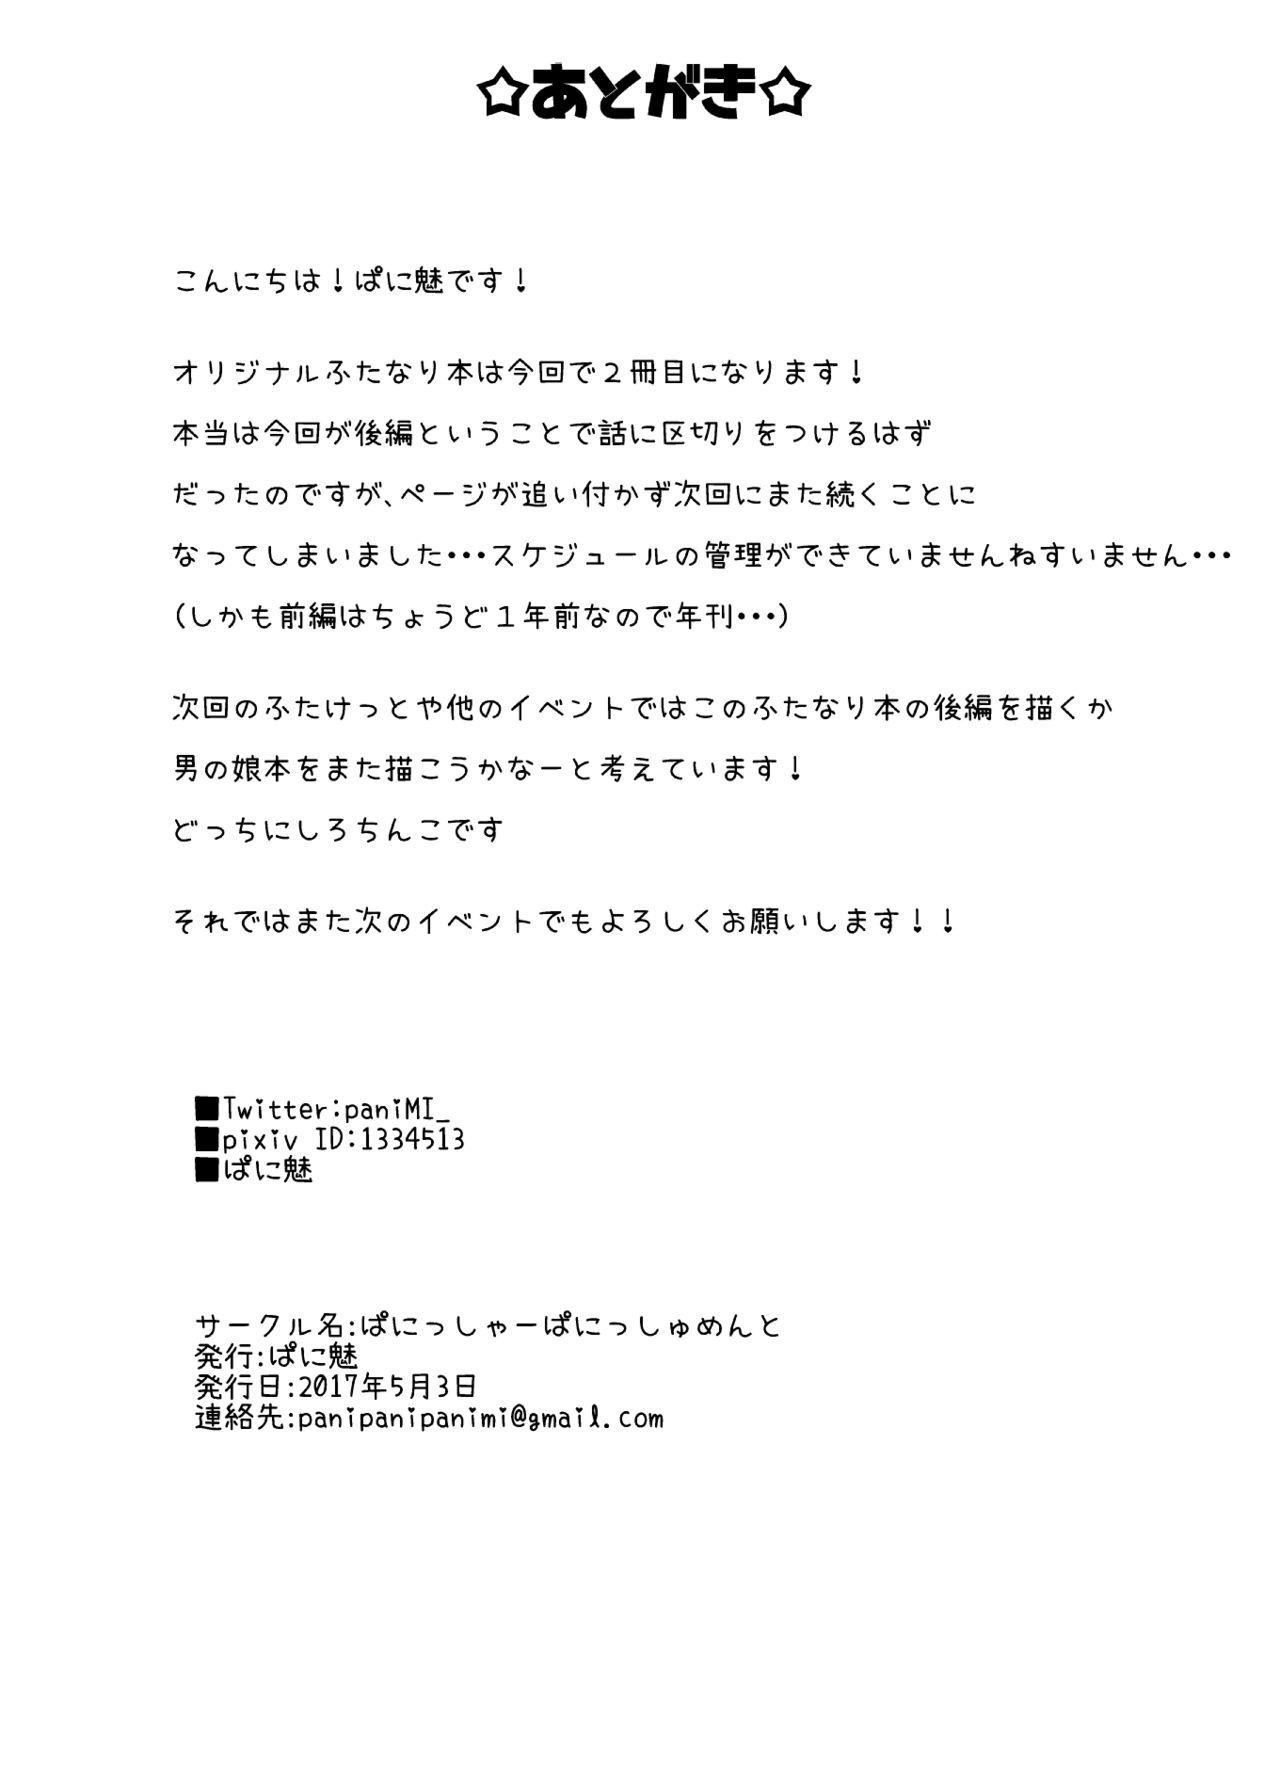 ☆あとがき☆
こんにちは！ぱに魅です！
オリジナルふたなり本は今回で２冊目になります！
本当は今回が後編ということで話に区切りをつけるはず
だったのですが、ページが追い付かず次回にまた続くことに
なってしまいました・・・スケジュールの管理ができていませんねすいません・・・
（しかも前編はちょうど１年前なので年刊・・・）
次回のふたけっとや他のイベントではこのふたなり本の後編を描くか
男の娘本をまた描こうかなーと考えています！
どっちにしろちんこです
それではまた次のイベントでもよろしくお願いします！！
■Twitter:paniMI_
■pixiv ID:1334513
■ぱに魅
サークル名:ぱにっしゃーぱにっしゅめんと
発行:ぱに魅
発行日:2017年5月3日
連絡先:panipanipanimi@gmail.com